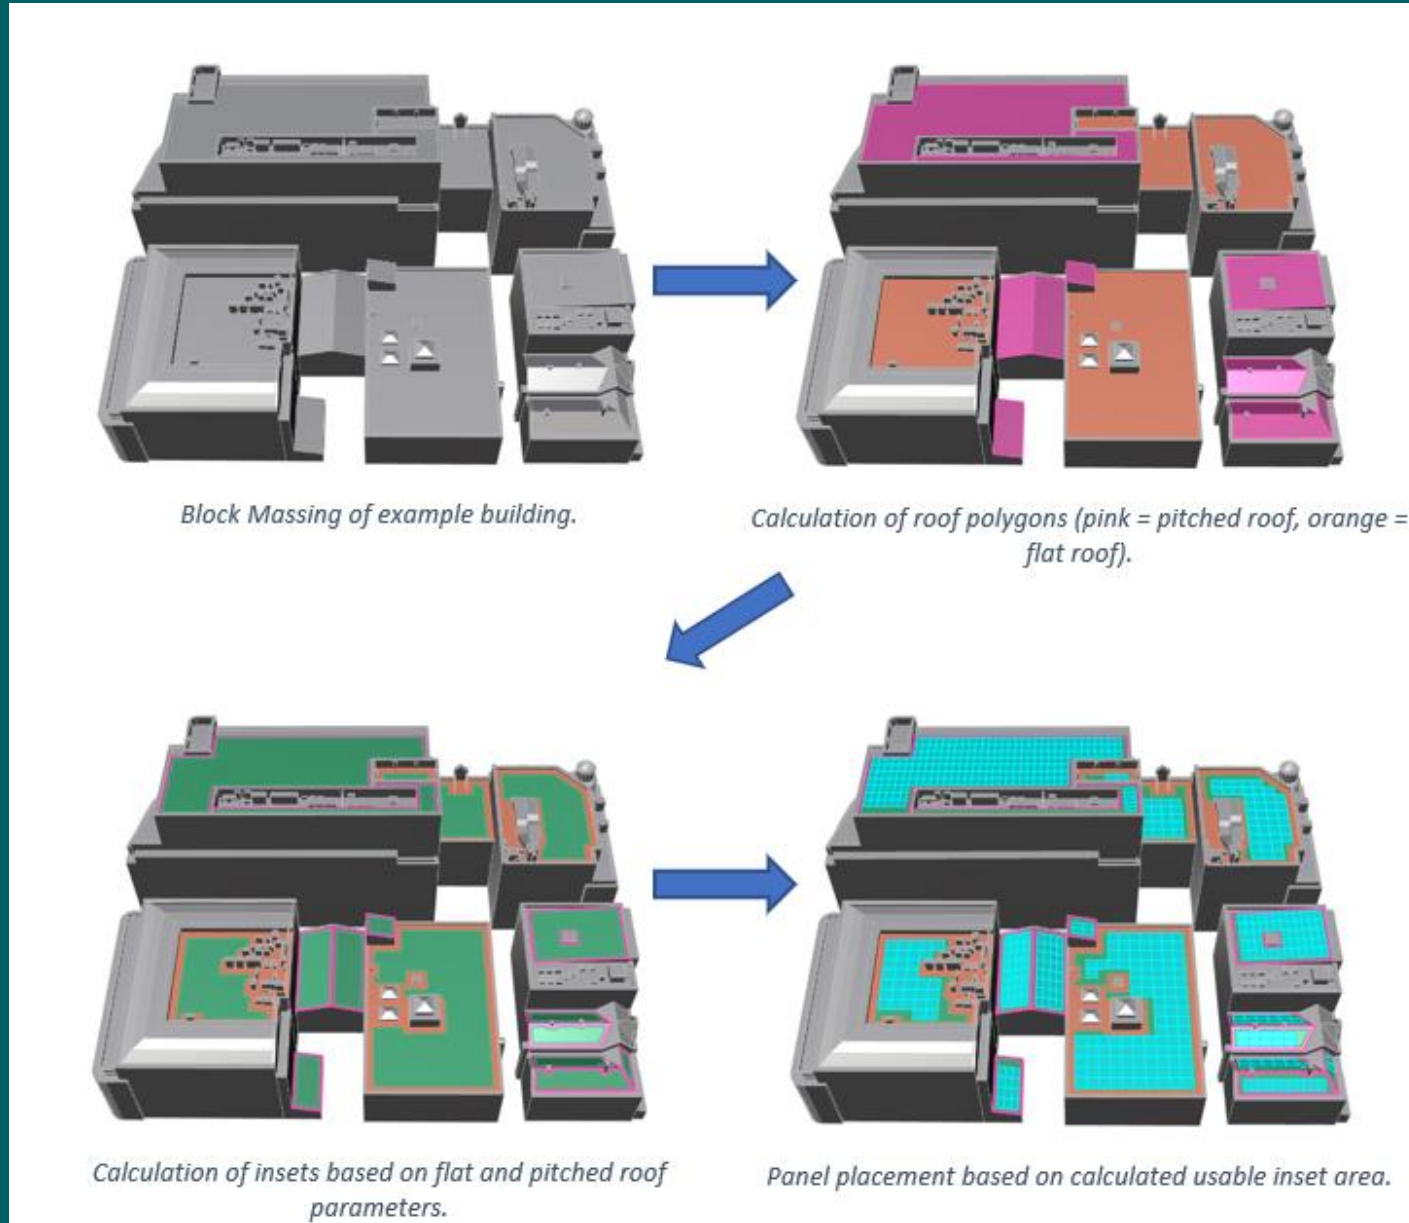 Block Massing of example building.
Calculation of roof polygons (pink = pitched roof, orange =
flat roof).
Calculation of insets based on flat and pitched roof
parameters.
Panel placement based on calculated usable inset area.